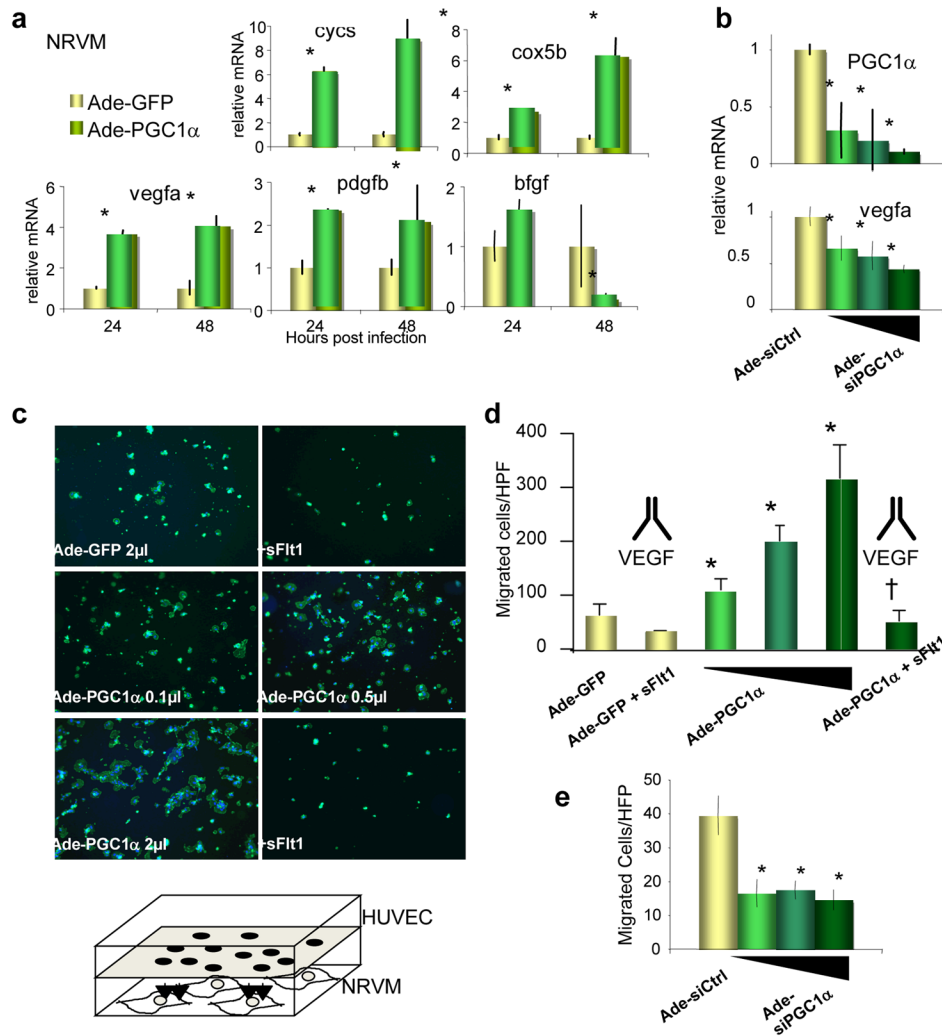 a
NRVM
Ade-GFP
Ade-PGC1α
relative mRNA
10
8
6
4
2
0
cycs
*
*
8
6
4
2
0
cox5b
*
*
relative mRNA
6
4
2
0
vegfa
*
*
24
48
3
2
1
0
pdgfb
*
*
24
48
2
1
0
bfgf
*
24
48
Hours post infection
b
relative mRNA
1
0.5
0
PGC1α
*
*
*
1
0.5
0
vegfa
*
*
*
Ade-siCtrl
Ade-
siPGC1α
c
Ade-GFP 2µl
+sFlt1
Ade-PGC1α 0.1µl
Ade-PGC1α 0.5µl
Ade-PGC1α 2µl
+sFlt1
HUVEC
NRVM
d
Migrated cells/HPF
400
300
200
100
0
VEGF
*
*
*
VEGF
†
Ade-GFP
Ade-GFP + sFlt1
Ade-PGC1α
Ade-PGC1α + sFlt1
e
Migrated Cells/HFP
50
40
30
20
10
0
*
*
*
Ade-siCtrl
Ade-
siPGC1α